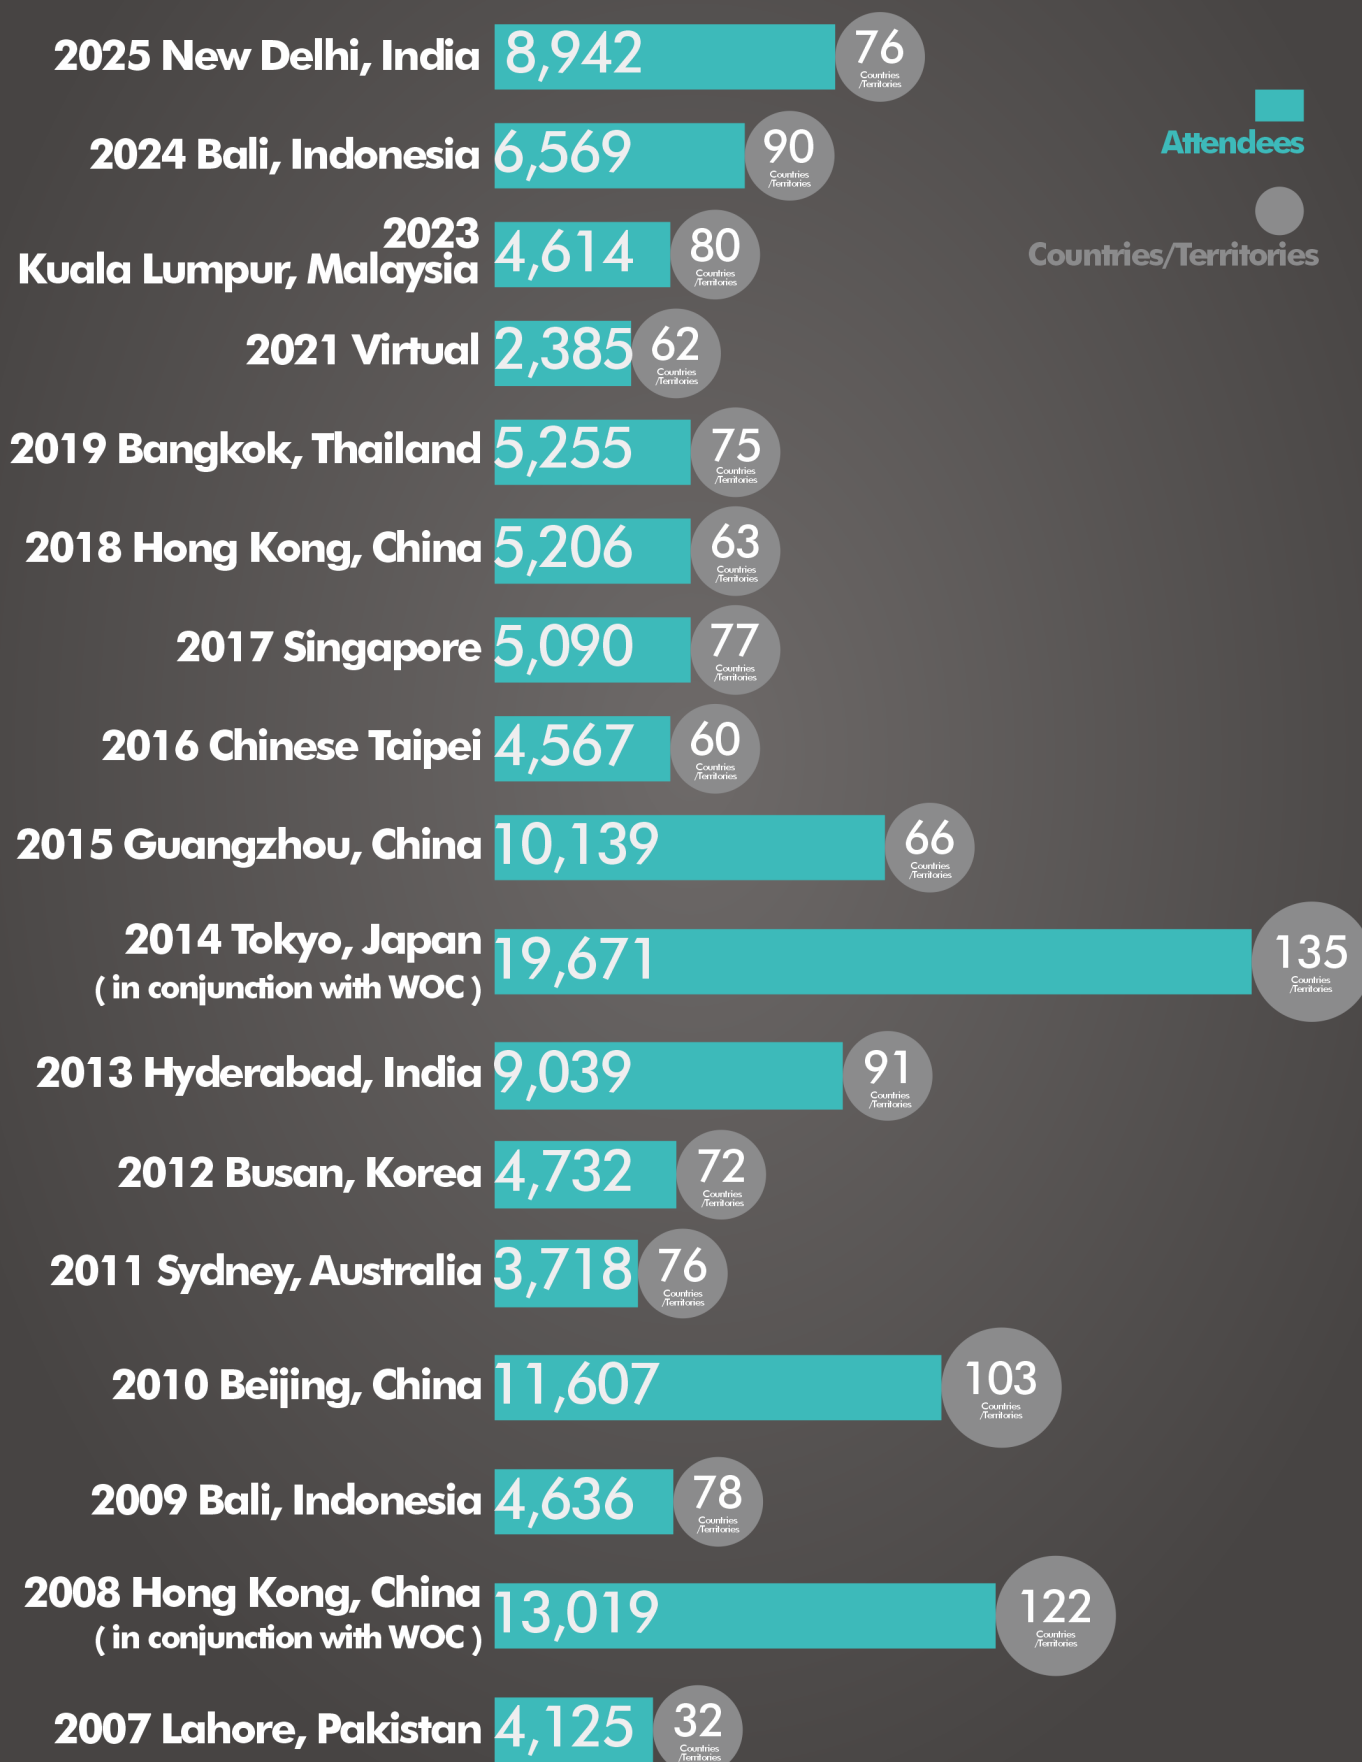 2025 New Delhi, India 8,942 76
Countries
/Territories
Attendees
2024 Bali, Indonesia 6,569 90
Countries
/Territories
Countries/Territories
2023
Kuala Lumpur, Malaysia 4,614 80
Countries
/Territories
2021 Virtual 2,385 62
Countries
/Territories
2019 Bangkok, Thailand 5,255 75
Countries
/Territories
2018 Hong Kong, China 5,206 63
Countries
/Territories
2017 Singapore 5,090 77
Countries
/Territories
2016 Chinese Taipei 4,567 60
Countries
/Territories
2015 Guangzhou, China 10,139 66
Countries
/Territories
2014 Tokyo, Japan
( in conjunction with WOC ) 19,671 135
Countries
/Territories
2013 Hyderabad, India 9,039 91
Countries
/Territories
2012 Busan, Korea 4,732 72
Countries
/Territories
2011 Sydney, Australia 3,718 76
Countries
/Territories
2010 Beijing, China 11,607 103
Countries
/Territories
2009 Bali, Indonesia 4,636 78
Countries
/Territories
2008 Hong Kong, China
( in conjunction with WOC ) 13,019 122
Countries
/Territories
2007 Lahore, Pakistan 4,125 32
Countries
/Territories